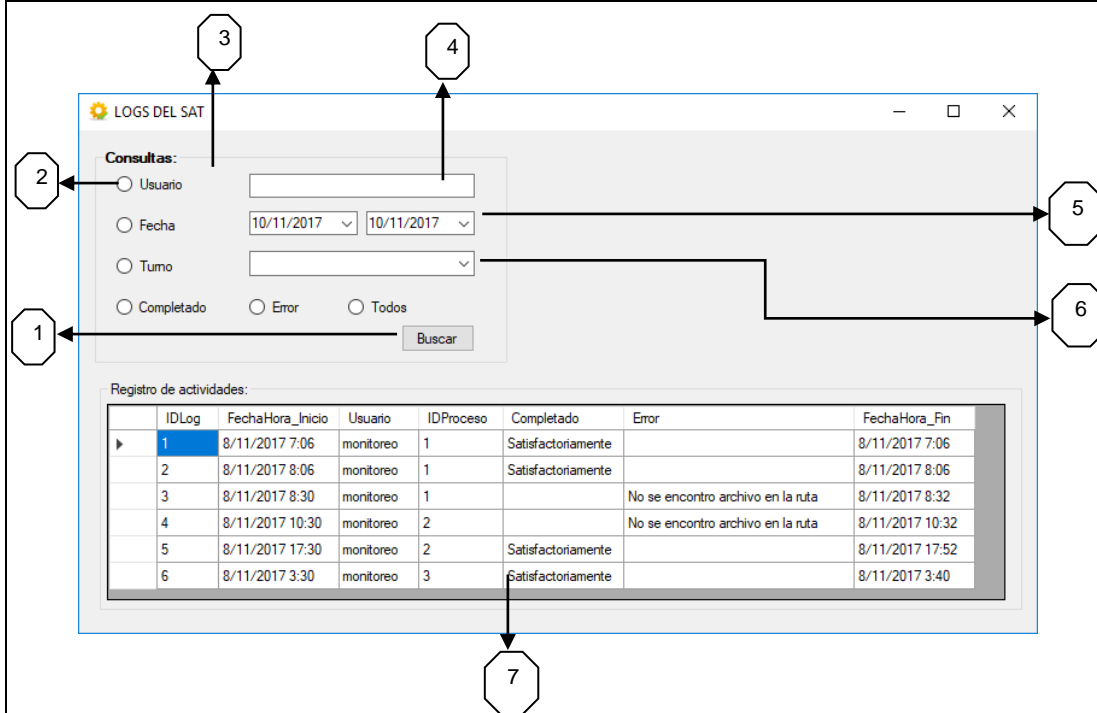 3
4
LOGS DEL SAT
Consultas:
2
Usuario
Fecha
10/11/2017
10/11/2017
5
Turno
6
Completado
Error
Todos
1
Buscar
Registro de actividades:
IDLog FechaHora_Inicio Usuario IDProceso Completado Error FechaHora_Fin
1 8/11/2017 7:06 monitoreo 1 Satisfactoriamente 8/11/2017 7:06
2 8/11/2017 8:06 monitoreo 1 Satisfactoriamente 8/11/2017 8:06
3 8/11/2017 8:30 monitoreo 1 No se encontro archivo en la ruta 8/11/2017 8:32
4 8/11/2017 10:30 monitoreo 2 No se encontro archivo en la ruta 8/11/2017 10:32
5 8/11/2017 17:30 monitoreo 2 Satisfactoriamente 8/11/2017 17:52
6 8/11/2017 3:30 monitoreo 3 Satisfactoriamente 8/11/2017 3:40
7